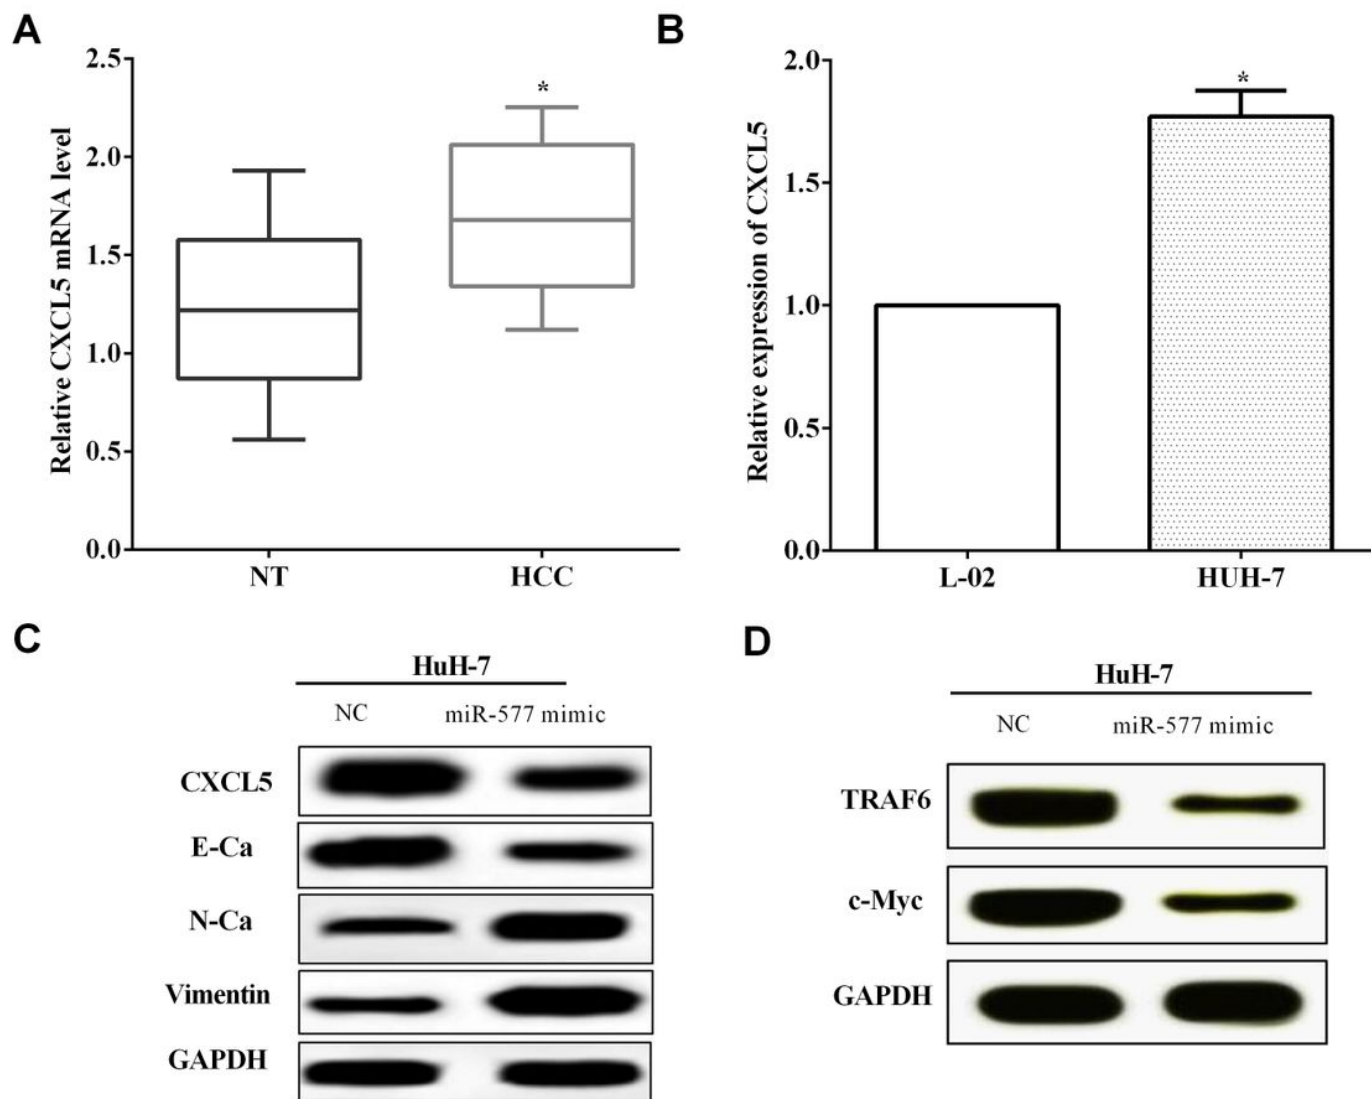 A
Relative CXCL5 mRNA level
2.5
2.0
1.5
1.0
0.5
0.0
*
NT HCC
B
Relative expression of CXCL5
2.0
1.5
1.0
0.5
0.0
*
L-02 HUH-7
C
HuH-7
NC miR-577 mimic
CXCL5
E-Ca
N-Ca
Vimentin
GAPDH
D
HuH-7
NC miR-577 mimic
TRAF6
c-Myc
GAPDH